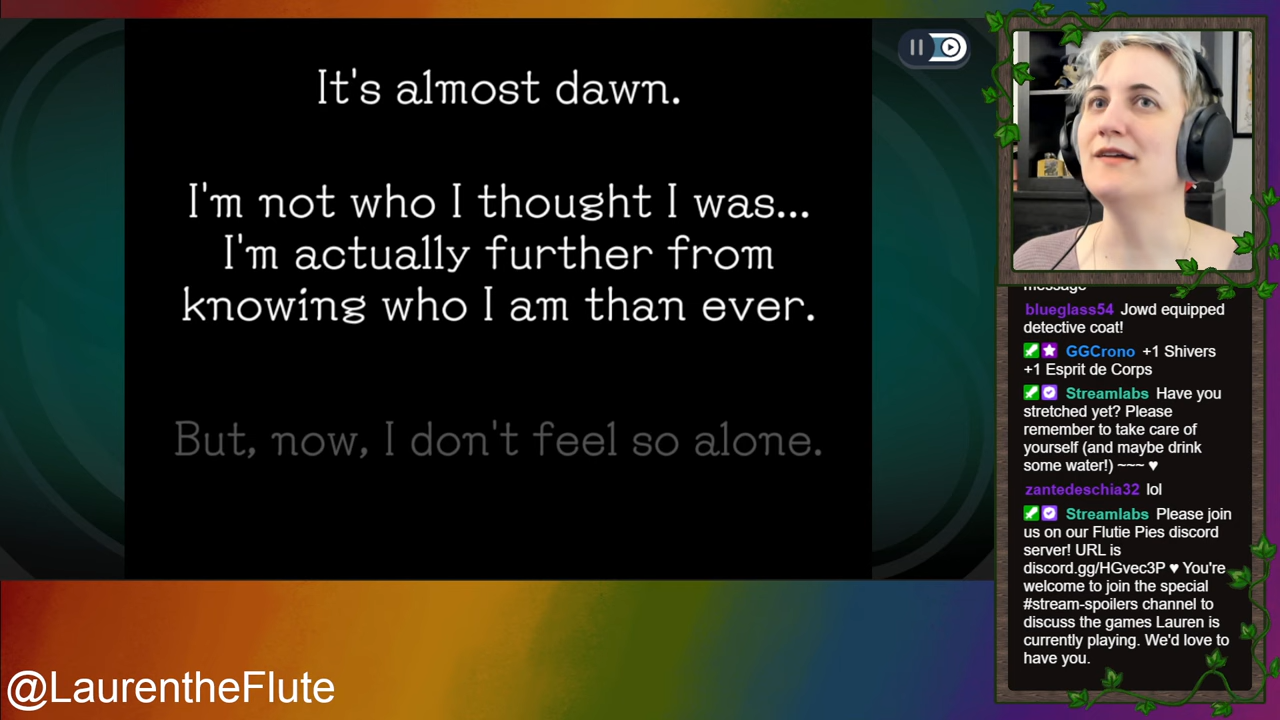 It's almost dawn.
I'm not who I thought I was...
I'm actually further from
knowing who I am than ever.
But, now, I don't feel so alone.
message
blueglass54 Jowd equipped
detective coat!
GGCrono +1 Shivers
+1 Esprit de Corps
Streamlabs Have you
stretched yet? Please
remember to take care of
yourself (and maybe drink
some water!) ~~~ ♥
zantedeschia32 lol
Streamlabs Please join
us on our Flutie Pies discord
server! URL is
discord.gg/HGvec3P ♥ You're
welcome to join the special
#stream-spoilers channel to
discuss the games Lauren is
currently playing. We'd love to
have you.
@LaurentheFlute